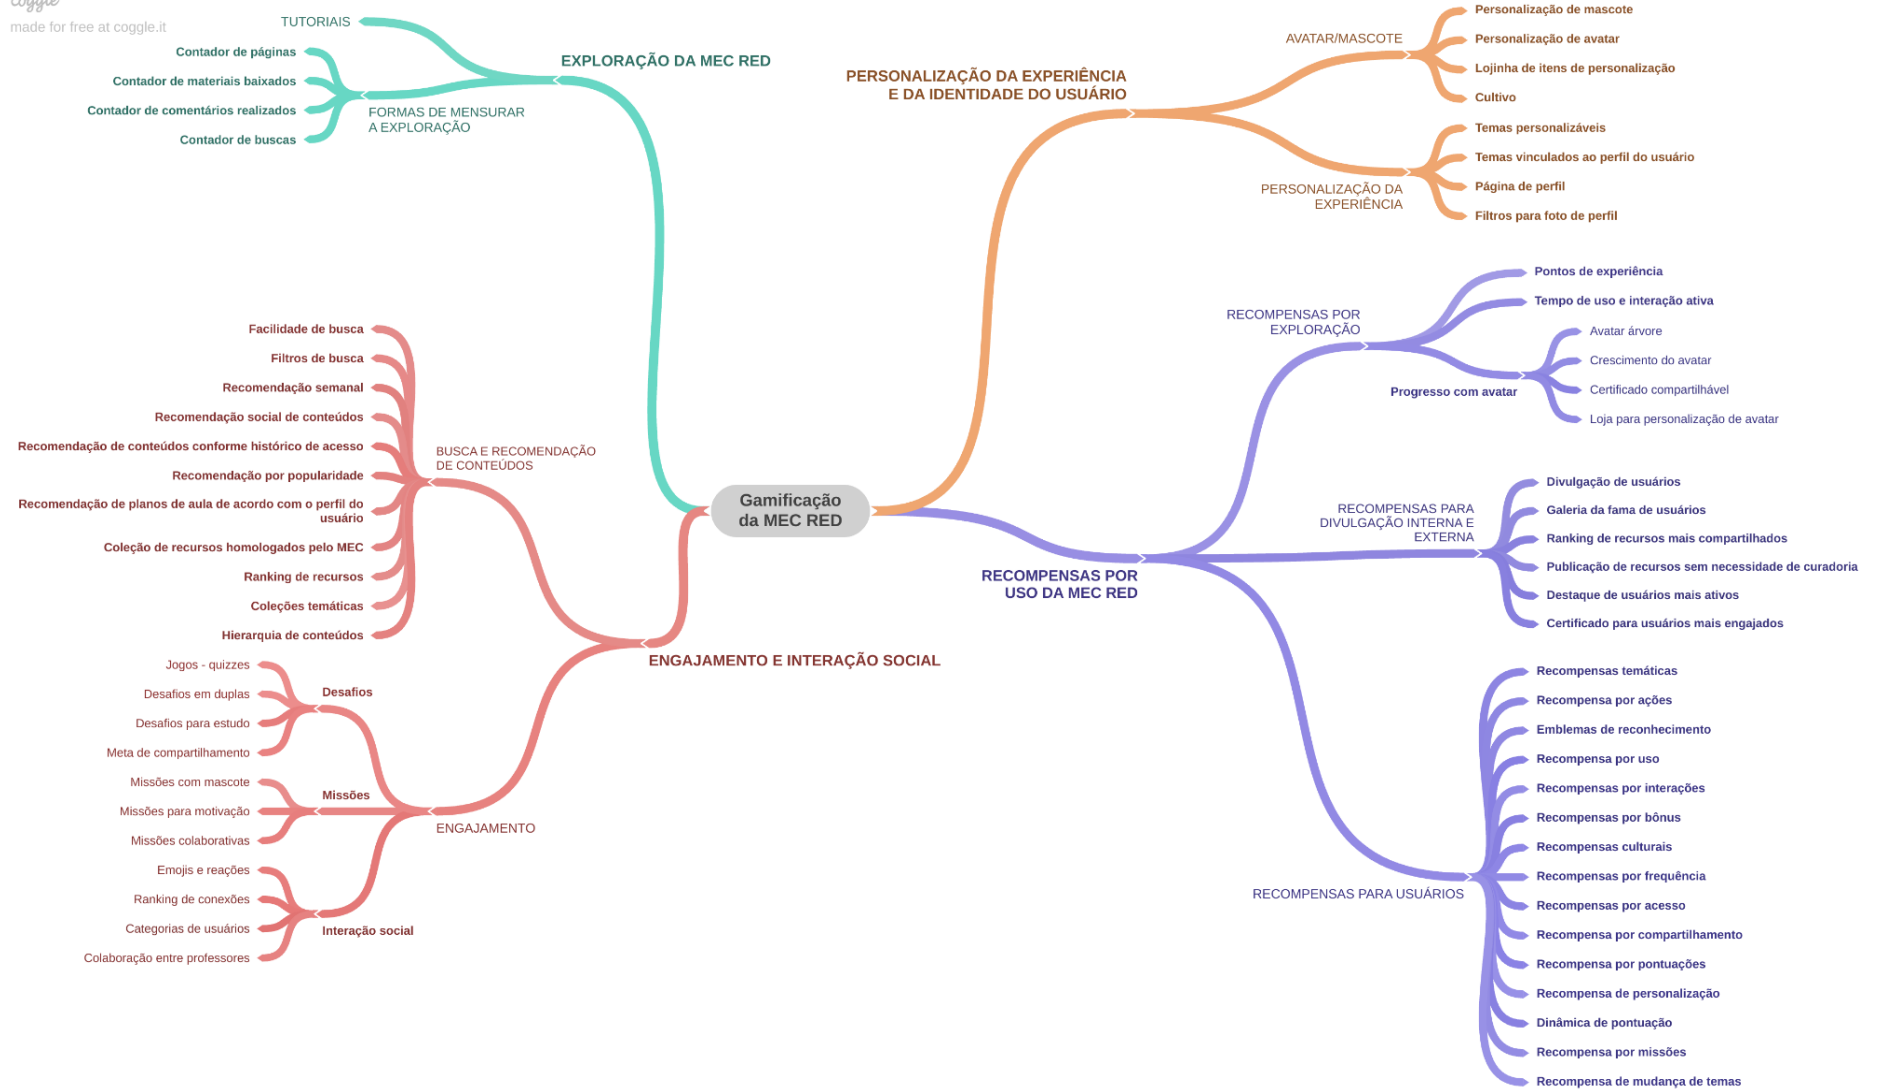 coggle
made for free at coggle.it
TUTORIAIS
Contador de páginas
Contador de materiais baixados
Contador de comentários realizados
Contador de buscas
EXPLORAÇÃO DA MEC RED
FORMAS DE MENSURAR
A EXPLORAÇÃO
PERSONALIZAÇÃO DA EXPERIÊNCIA
E DA IDENTIDADE DO USUÁRIO
AVATAR/MASCOTE
Personalização de mascote
Personalização de avatar
Lojinha de itens de personalização
Cultivo
PERSONALIZAÇÃO DA
EXPERIÊNCIA
Temas personalizáveis
Temas vinculados ao perfil do usuário
Página de perfil
Filtros para foto de perfil
Gamificação
da MEC RED
Facilidade de busca
Filtros de busca
Recomendação semanal
Recomendação social de conteúdos
Recomendação de conteúdos conforme histórico de acesso
Recomendação por popularidade
Recomendação de planos de aula de acordo com o perfil do
usuário
Coleção de recursos homologados pelo MEC
Ranking de recursos
Coleções temáticas
Hierarquia de conteúdos
BUSCA E RECOMENDAÇÃO
DE CONTEÚDOS
ENGAJAMENTO E INTERAÇÃO SOCIAL
Jogos - quizzes
Desafios em duplas
Desafios para estudo
Meta de compartilhamento
Desafios
Missões com mascote
Missões para motivação
Missões colaborativas
Missões
ENGAJAMENTO
Emojis e reações
Ranking de conexões
Categorias de usuários
Colaboração entre professores
Interação social
RECOMPENSAS POR
USO DA MEC RED
RECOMPENSAS POR
EXPLORAÇÃO
Pontos de experiência
Tempo de uso e interação ativa
Progresso com avatar
Avatar árvore
Crescimento do avatar
Certificado compartilhável
Loja para personalização de avatar
RECOMPENSAS PARA
DIVULGAÇÃO INTERNA E
EXTERNA
Divulgação de usuários
Galeria da fama de usuários
Ranking de recursos mais compartilhados
Publicação de recursos sem necessidade de curadoria
Destaque de usuários mais ativos
Certificado para usuários mais engajados
RECOMPENSAS PARA USUÁRIOS
Recompensas temáticas
Recompensa por ações
Emblemas de reconhecimento
Recompensa por uso
Recompensas por interações
Recompensas por bônus
Recompensas culturais
Recompensas por frequência
Recompensas por acesso
Recompensa por compartilhamento
Recompensa por pontuações
Recompensa de personalização
Dinâmica de pontuação
Recompensa por missões
Recompensa de mudança de temas